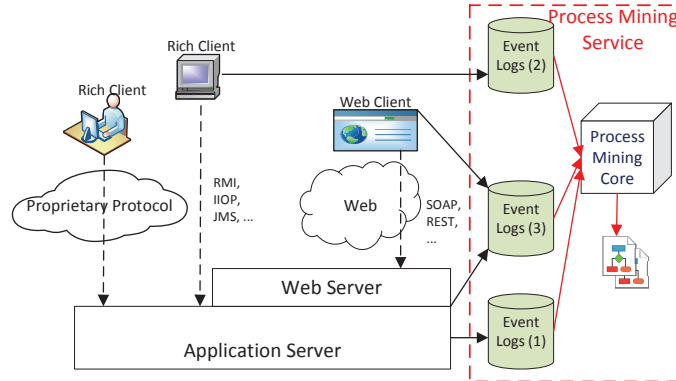 Process Mining
Service
Rich Client
Event
Logs (2)
Rich Client
Web Client
Process
Mining
Core
RMI,
IIOP,
JMS, ...
Proprietary Protocol
Web
SOAP,
REST,
...
Event
Logs (3)
Web Server
Event
Logs (1)
Application Server